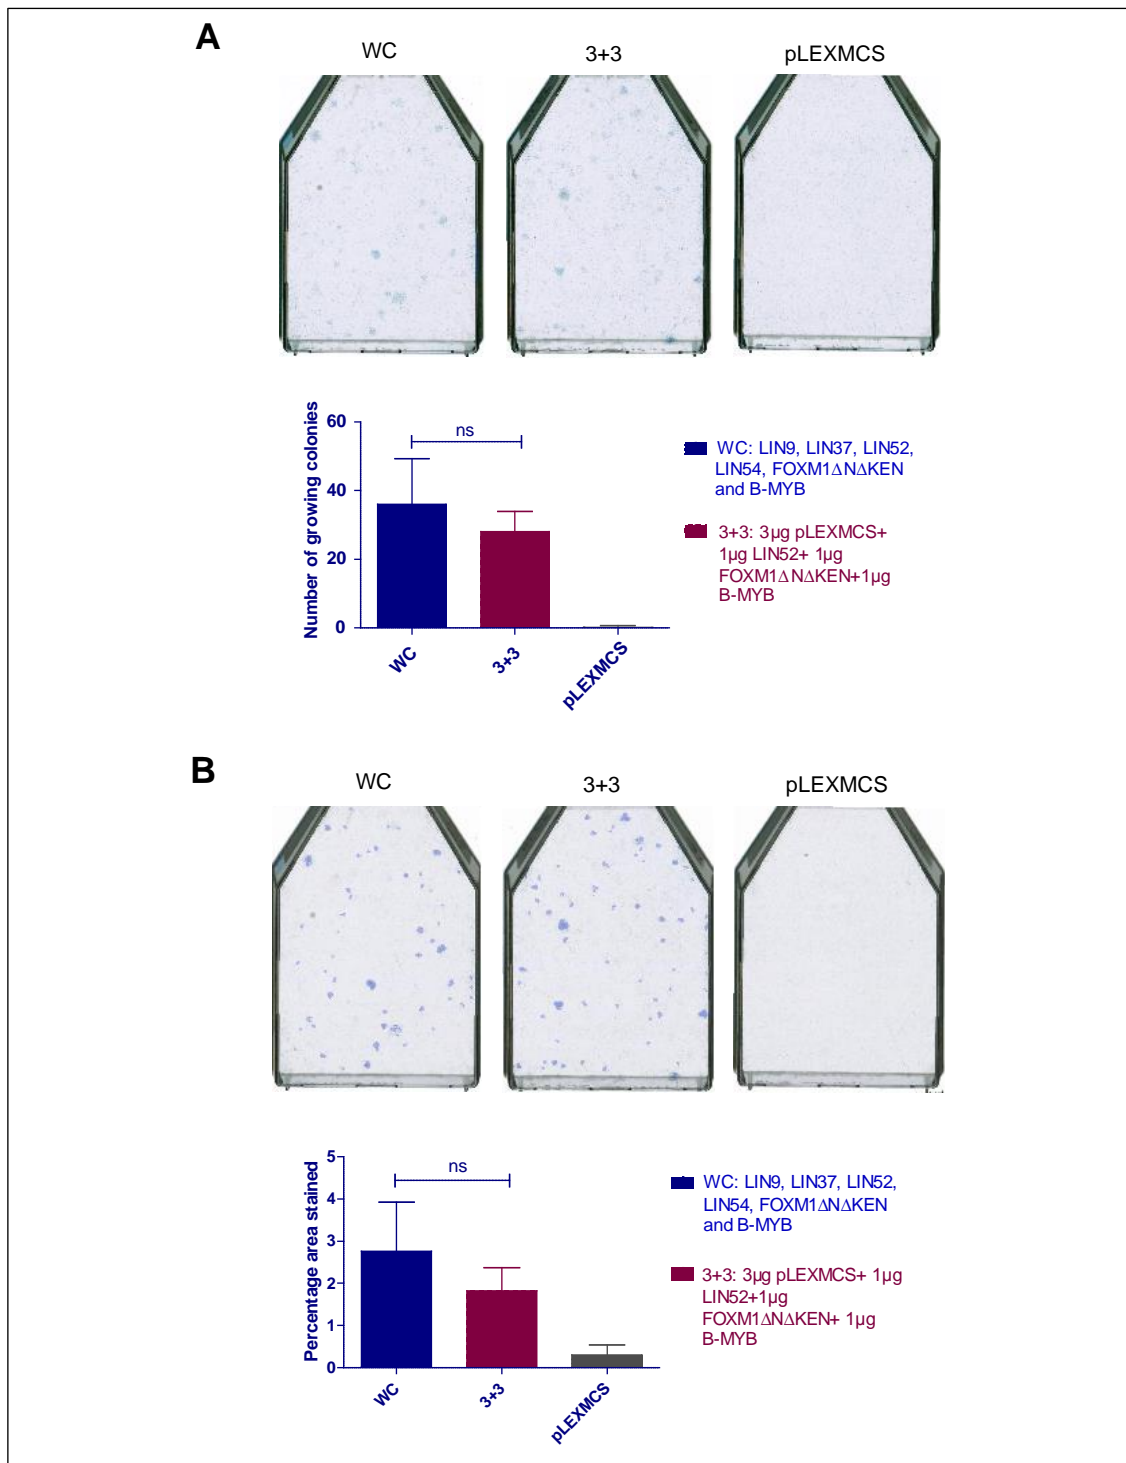 A
WC
3+3
pLEXMCS
Number of growing colonies
60
40
20
0
ns
WC
3+3
pLEXMCS
WC: LIN9, LIN37, LIN52,
LIN54, FOXM1ΔNΔKEN
and B-MYB
3+3: 3µg pLEXMCS+
1µg LIN52+ 1µg
FOXM1ΔNΔKEN+1µg
B-MYB
B
WC
3+3
pLEXMCS
Percentage area stained
5
4
3
2
1
0
ns
WC
3+3
pLEXMCS
WC: LIN9, LIN37, LIN52,
LIN54, FOXM1ΔNΔKEN
and B-MYB
3+3: 3µg pLEXMCS+ 1µg
LIN52+1µg
FOXM1ΔNΔKEN+ 1µg
B-MYB